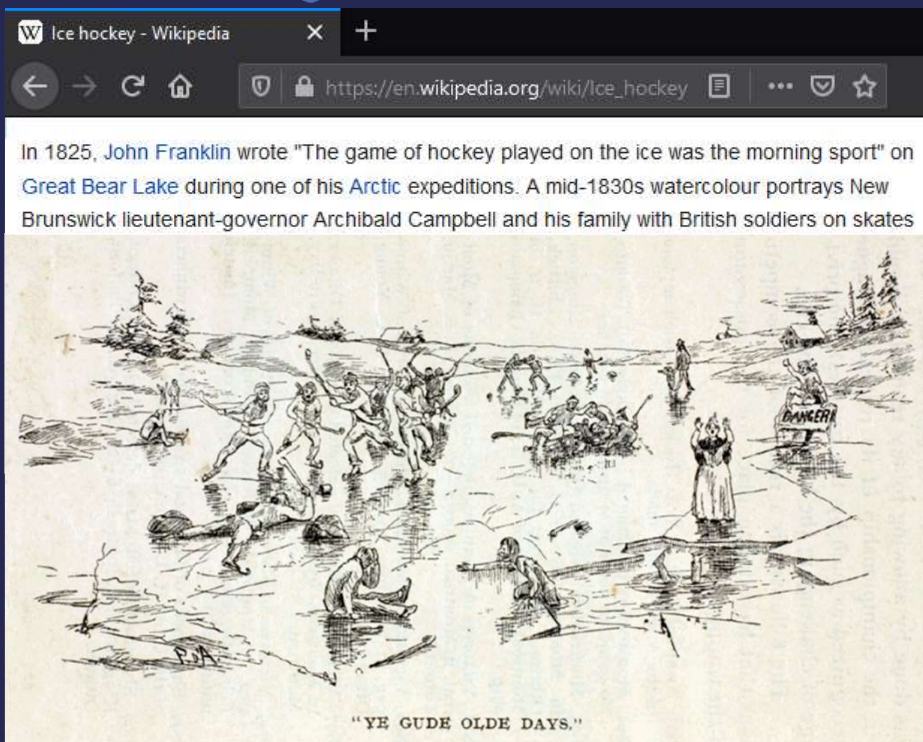 W Ice hockey - Wikipedia
https://en.wikipedia.org/wiki/Ice_hockey
In 1825, John Franklin wrote "The game of hockey played on the ice was the morning sport" on
Great Bear Lake during one of his Arctic expeditions. A mid-1830s watercolour portrays New
Brunswick lieutenant-governor Archibald Campbell and his family with British soldiers on skates
DANGER!
P.A.
"YE GUDE OLDE DAYS."